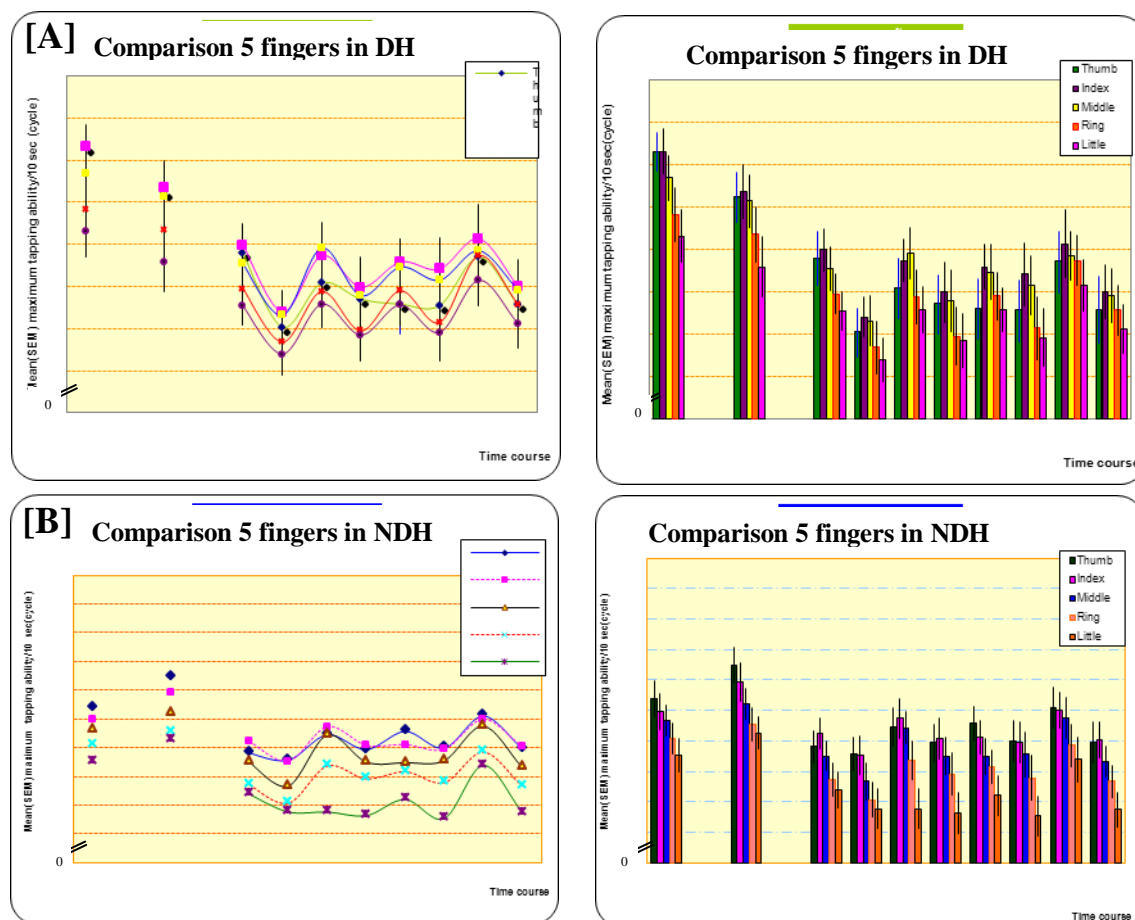 [A]
Comparison 5 fingers in DH
Thumb
Mean(SEM) maximum tapping ability/10 sec (cycle)
0
Time course
Comparison 5 fingers in DH
Thumb
Index
Middle
Ring
Little
Mean(SEM) maximum tapping ability/10 sec(cycle)
0
Time course
[B]
Comparison 5 fingers in NDH
Mean(SEM) maximum tapping ability/10 sec(cycle)
0
Time course
Comparison 5 fingers in NDH
Thumb
Index
Middle
Ring
Little
Mean(SEM) maximum tapping ability/10 sec(cycle)
0
Time course